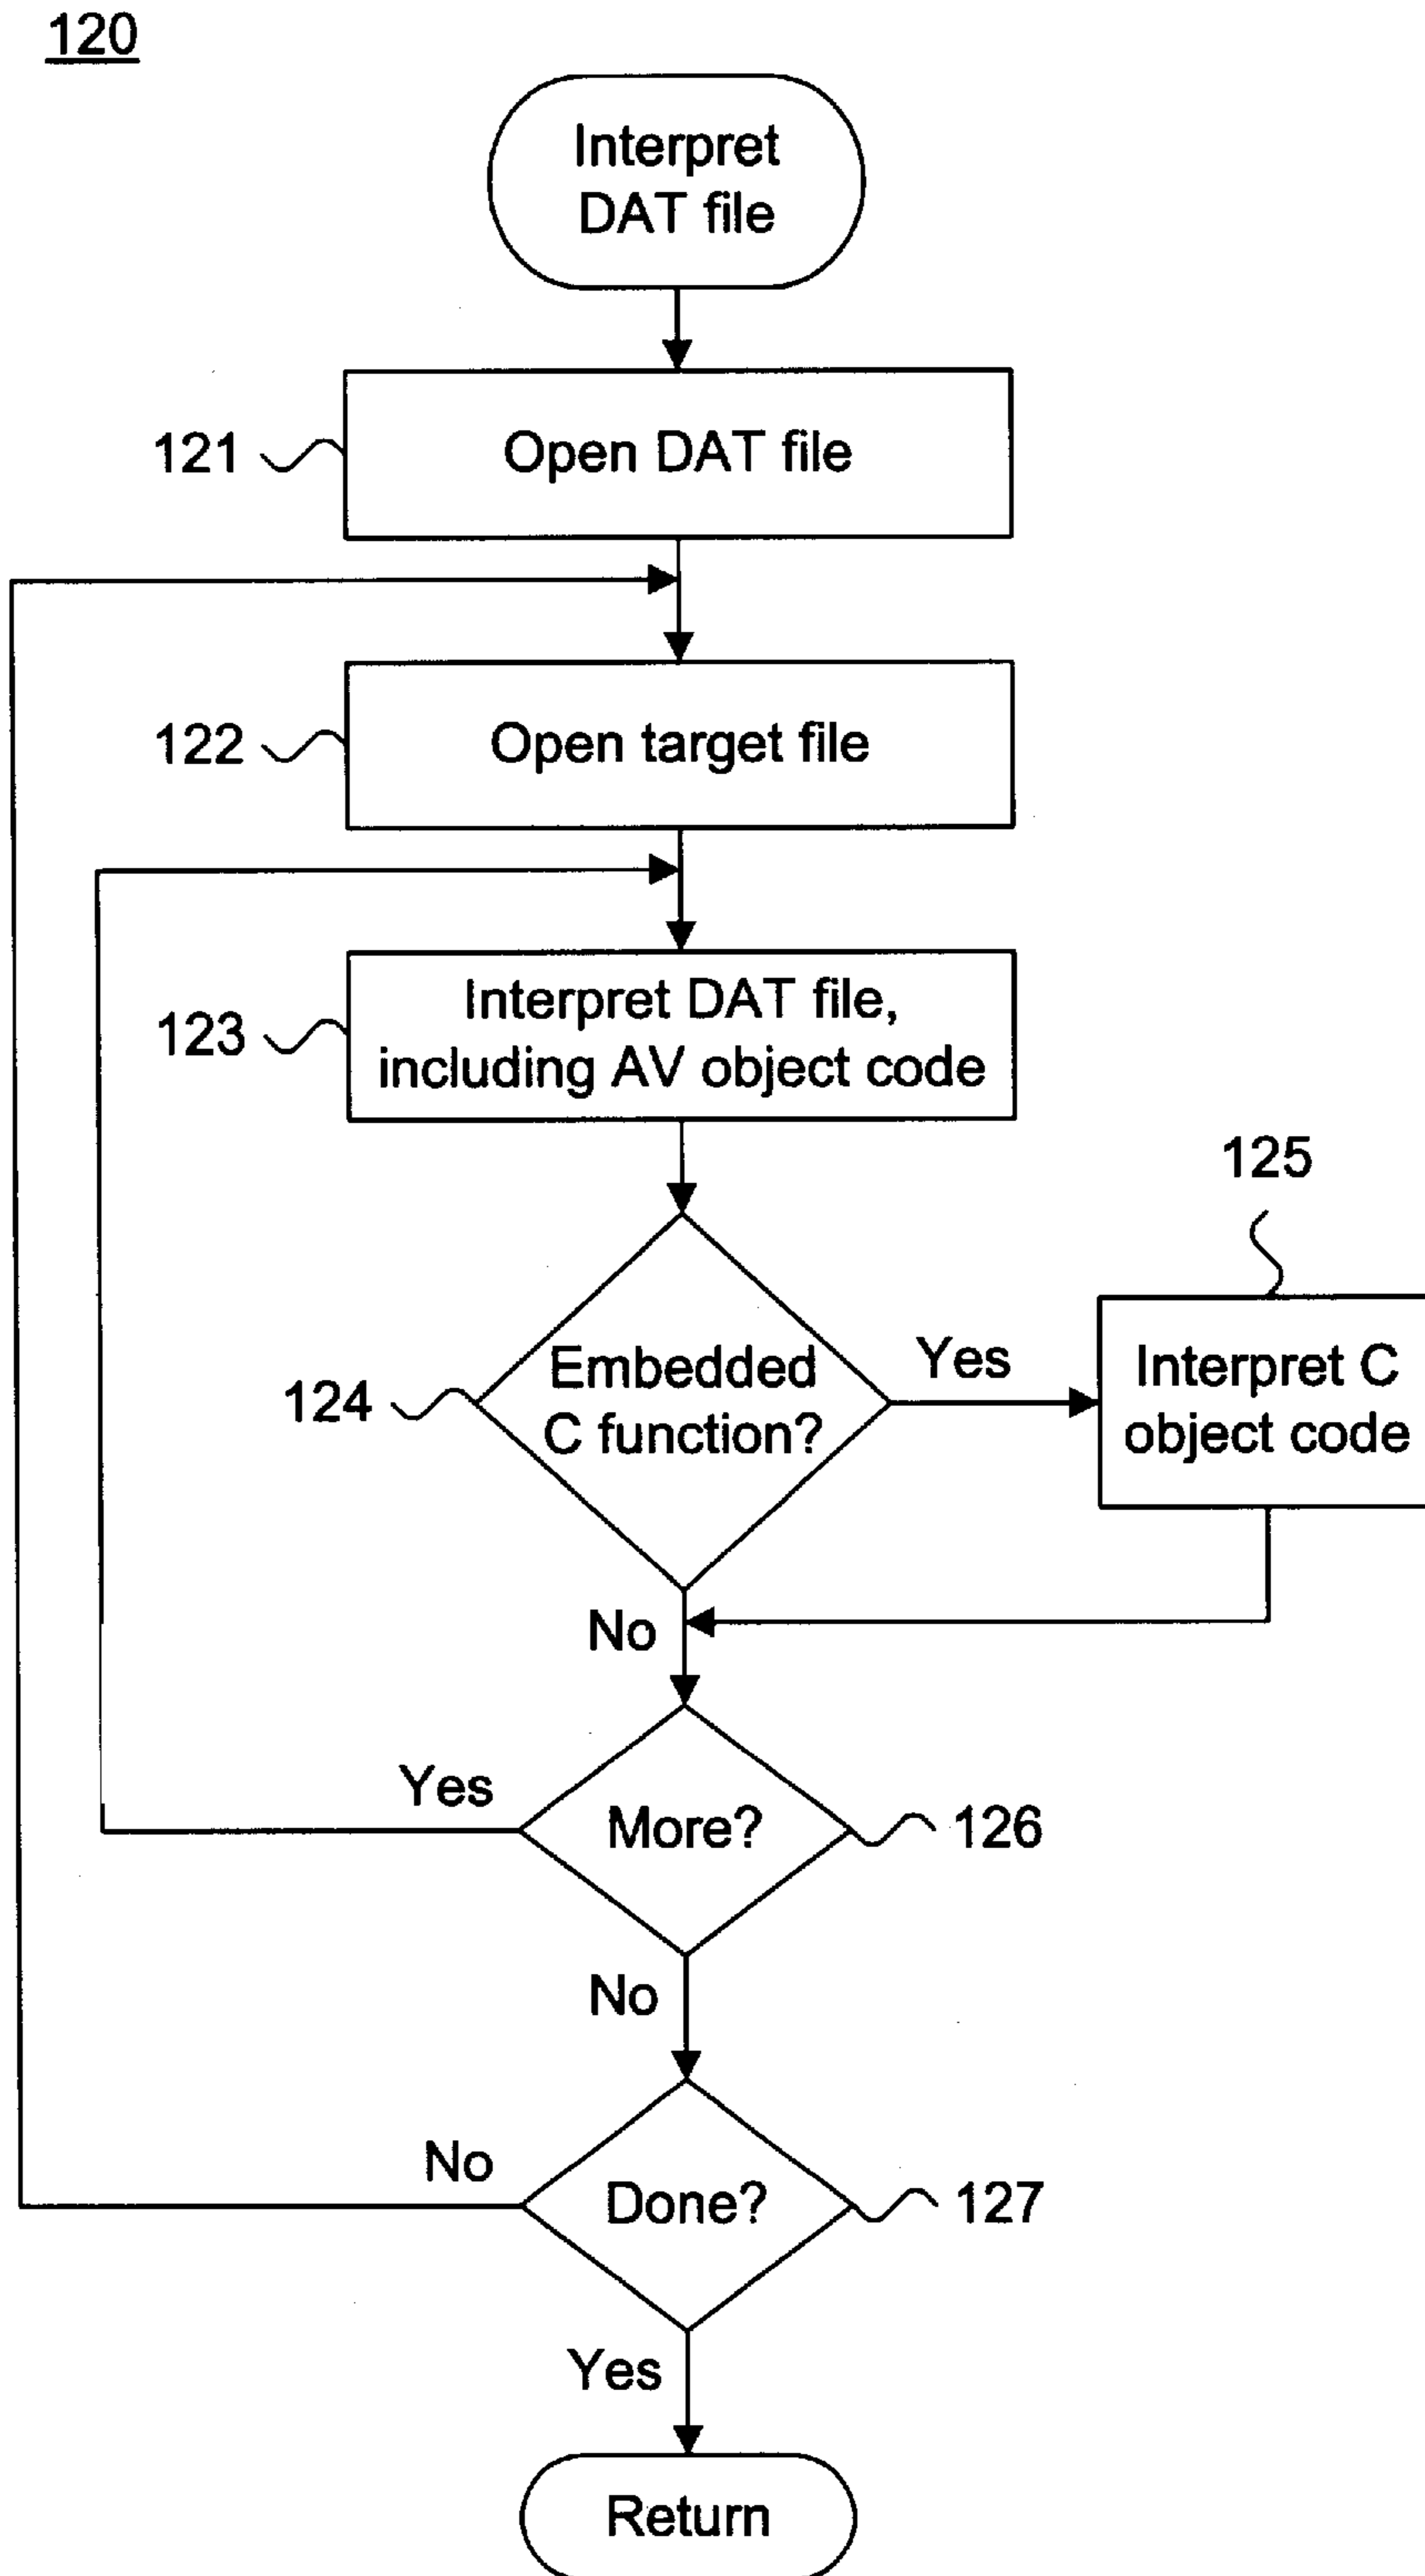 120
Interpret
DAT file
121
Open DAT file
122
Open target file
123
Interpret DAT file,
including AV object code
125
124
Embedded
C function?
Yes
Interpret C
object code
No
Yes
More?
126
No
No
Done?
127
Yes
Return